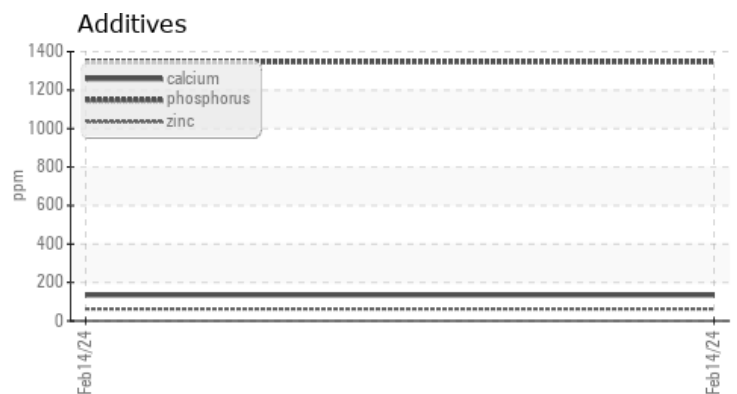 Additives
1400
1200
1000
800
600
400
200
0
ppm
calcium
phosphorus
zinc
Feb14/24
Feb14/24